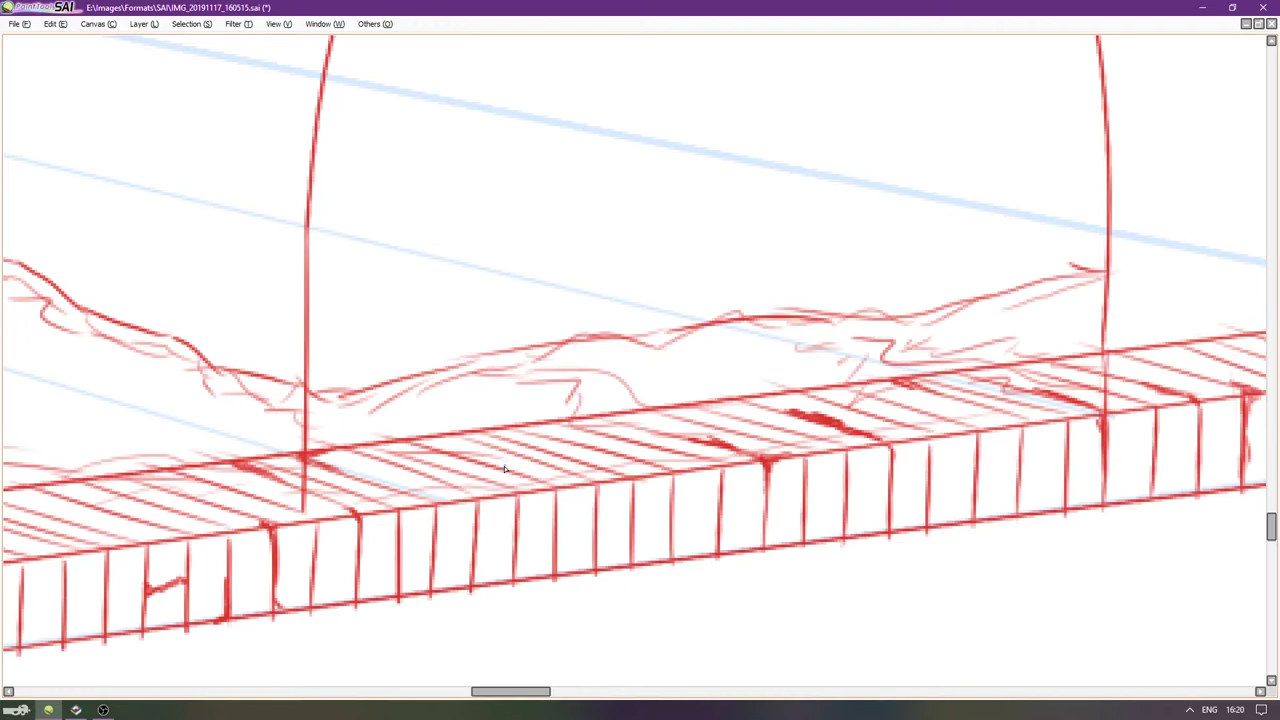 PaintTool SAI E:\Images\Formats\SAI\IMG_20191117_160515.sai (*)
File (F) Edit (E) Canvas (C) Layer (L) Selection (S) Filter (T) View (V) Window (W) Others (O)
ENG 16:20